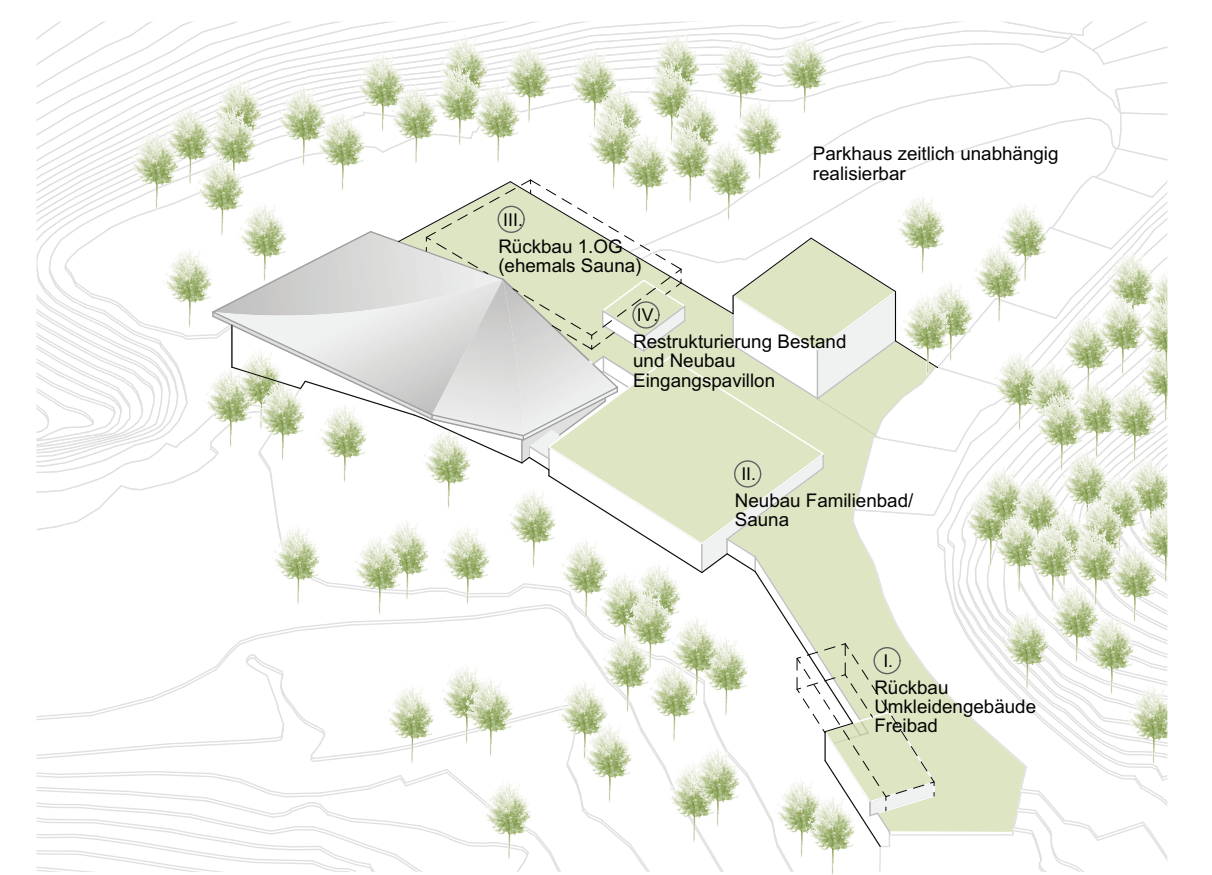 Parkhaus zeitlich unabhängig
realisierbar
III.
Rückbau 1.OG
(ehemals Sauna)
IV.
Restrukturierung Bestand
und Neubau
Eingangspavillon
II.
Neubau Familienbad/
Sauna
I.
Rückbau
Umkleidengebäude
Freibad